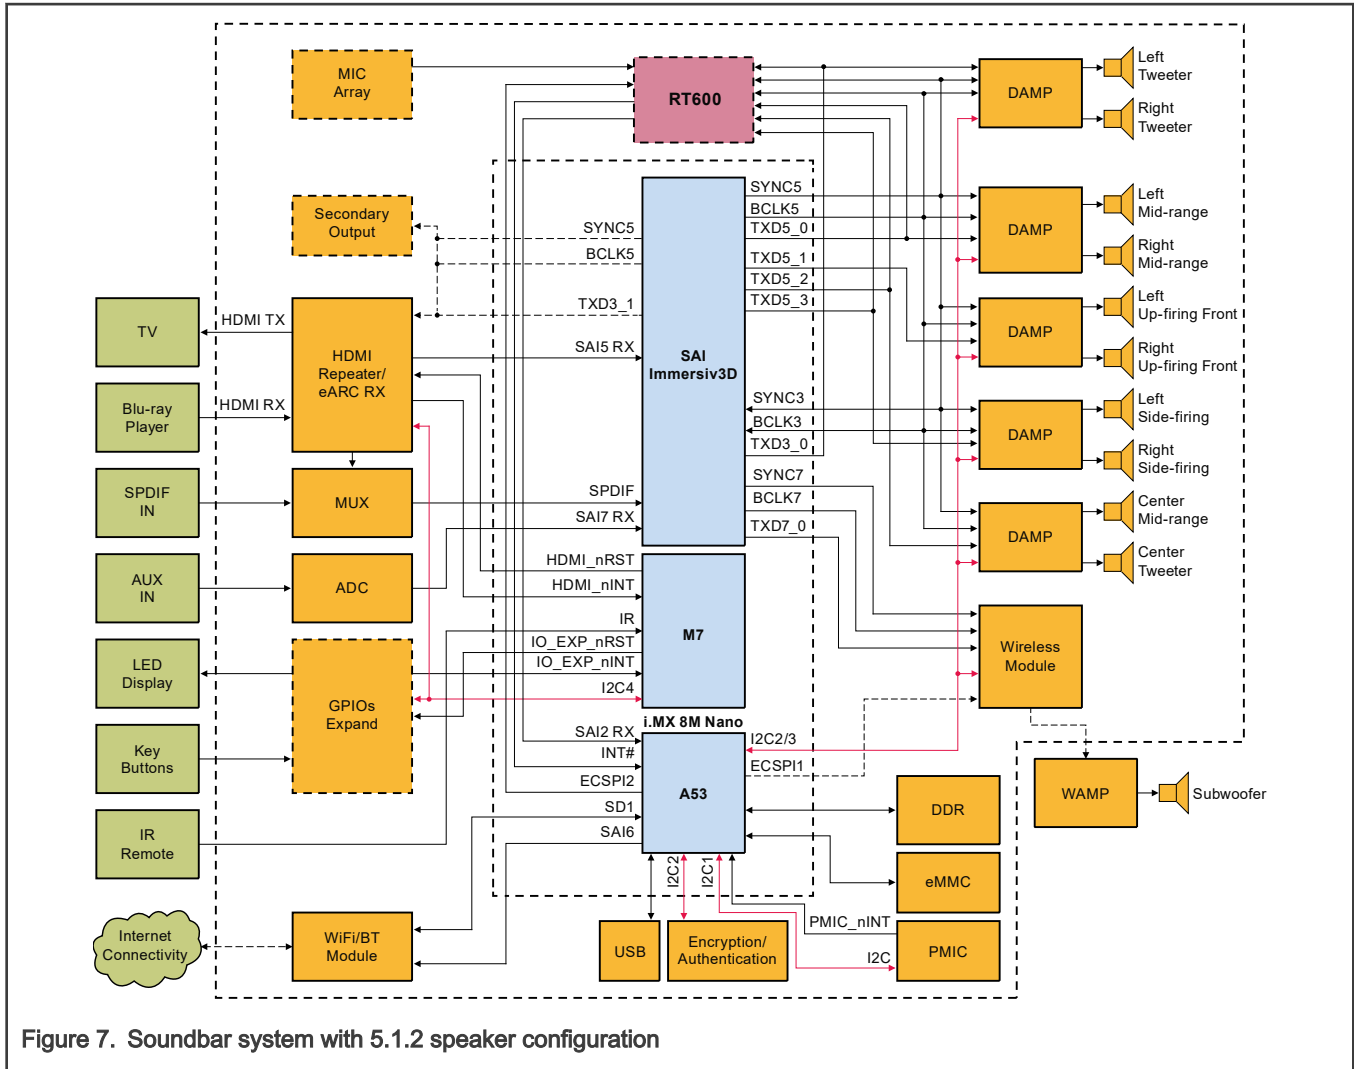 MIC
Array
RT600
DAMP
Left
Tweeter
Right
Tweeter
Secondary
Output
SYNC5
BCLK5
TXD3_1
SYNC5
BCLK5
TXD5_0
TXD5_1
TXD5_2
TXD5_3
DAMP
Left
Mid-range
Right
Mid-range
TV
HDMI TX
HDMI
Repeater/
eARC RX
SAI5 RX
SAI
Immersiv3D
DAMP
Left
Up-firing Front
Right
Up-firing Front
Blu-ray
Player
HDMI RX
SYNC3
BCLK3
TXD3_0
DAMP
Left
Side-firing
Right
Side-firing
SPDIF
IN
MUX
SPDIF
SAI7 RX
SYNC7
BCLK7
TXD7_0
DAMP
Center
Mid-range
Center
Tweeter
AUX
IN
ADC
HDMI_nRST
HDMI_nINT
IR
IO_EXP_nRST
IO_EXP_nINT
I2C4
M7
Wireless
Module
LED
Display
GPIOs
Expand
Key
Buttons
i.MX 8M Nano
SAI2 RX
INT#
ECSPI2
SD1
SAI6
A53
I2C2/3
ECSPI1
WAMP
Subwoofer
DDR
IR
Remote
eMMC
I2C2
I2C1
Internet
Connectivity
WiFi/BT
Module
USB
Encryption/
Authentication
PMIC_nINT
I2C
PMIC
Figure 7. Soundbar system with 5.1.2 speaker configuration